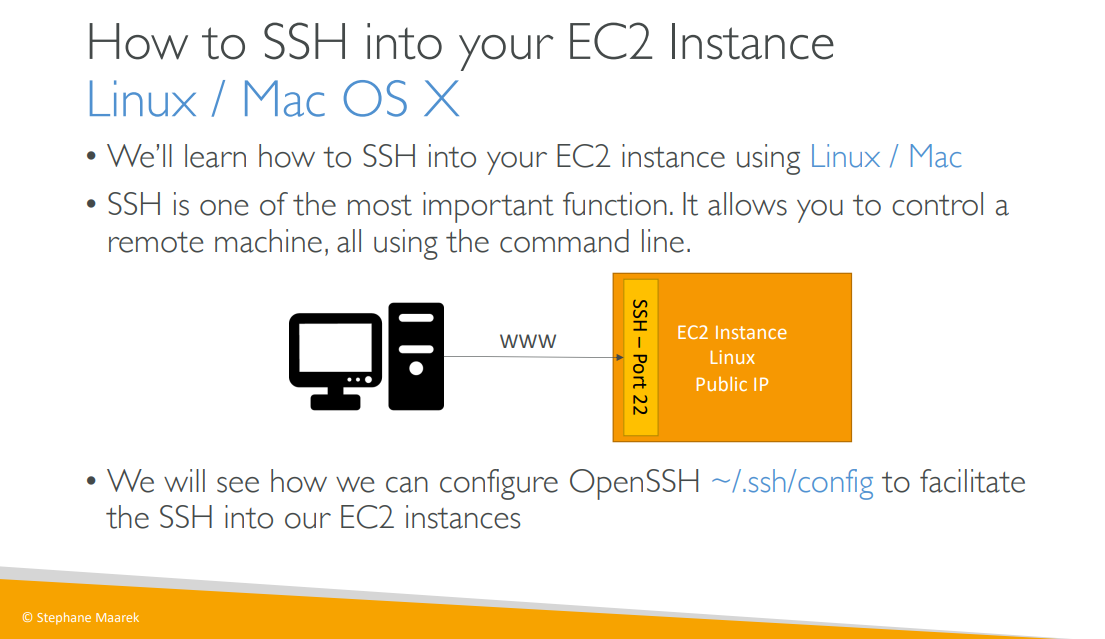 How to SSH into your EC2 Instance
Linux / Mac OS X
• We'll learn how to SSH into your EC2 instance using Linux / Mac
• SSH is one of the most important function. It allows you to control a
remote machine, all using the command line.
WWW
SSH – Port 22
EC2 Instance
Linux
Public IP
• We will see how we can configure OpenSSH ~/.ssh/config to facilitate
the SSH into our EC2 instances
© Stephane Maarek